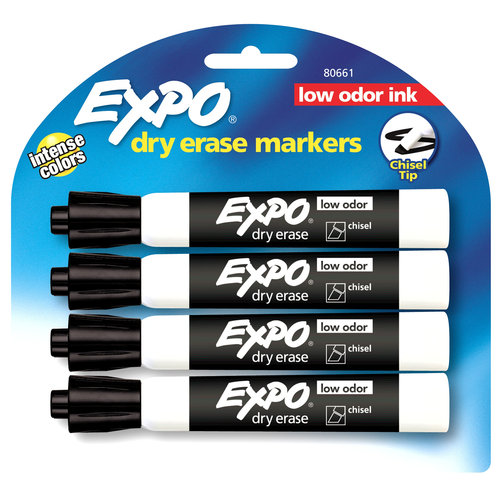 80661
EXPO®
low odor ink
dry erase markers
intense
colors
Chisel
Tip
EXPO®
low odor
dry erase
chisel
EXPO®
low odor
dry erase
chisel
EXPO®
low odor
dry erase
chisel
EXPO®
low odor
dry erase
chisel